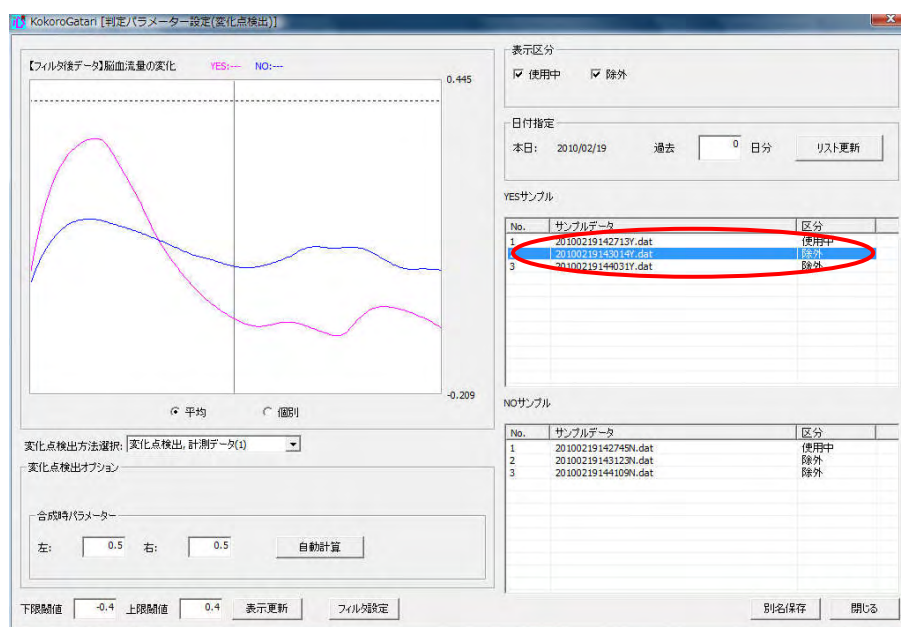 KokoroGatari [判定パラメーター設定(変化点検出)]
【フィルタ後データ】脳血流量の変化 YES:--- NO:---
0.445
-0.209
平均 個別
変化点検出方法選択: 変化点検出, 計測データ(1)
変化点検出オプション
合成時パラメーター
左: 0.5 右: 0.5 自動計算
下限閾値 -0.4 上限閾値 0.4 表示更新 フィルタ設定
表示区分
使用中 除外
日付指定
本日: 2010/02/19 過去 0 日分 リスト更新
YESサンプル
No. サンプルデータ 区分
1 20100219142713Y.dat 使用中
20100219143014Y.dat 除外
3 20100219144031Y.dat 除外
NOサンプル
No. サンプルデータ 区分
1 20100219142745N.dat 使用中
2 20100219143123N.dat 除外
3 20100219144109N.dat 除外
別名保存 閉じる